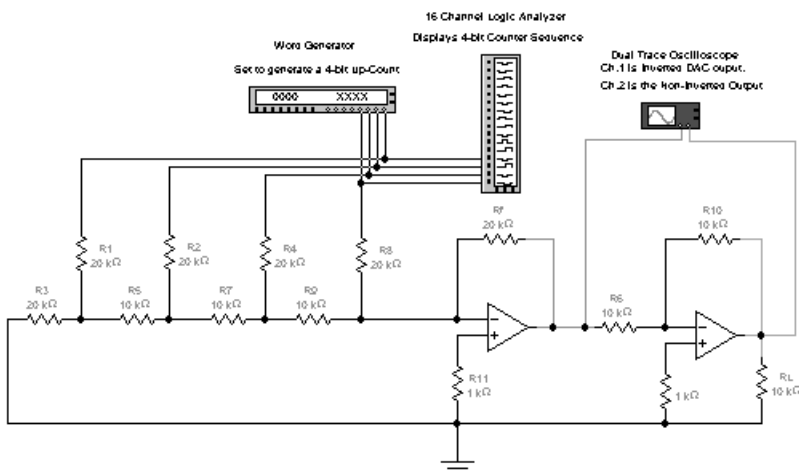 16 Channel Logic Analyzer
Displays 4-bit Counter Sequence
Word Generator
Set to generate a 4-bit up-Count
Dual Trace Oscilloscope
Ch.1 is Inverted DAC ouput.
Ch.2 is the Non-Inverted Output
0000 XXXX
R1
20 kΩ
R2
20 kΩ
R4
20 kΩ
R8
20 kΩ
Rf
20 kΩ
R10
10 kΩ
R3
20 kΩ
R5
10 kΩ
R7
10 kΩ
R9
10 kΩ
R6
10 kΩ
R11
1 kΩ
1 kΩ
RL
10 kΩ